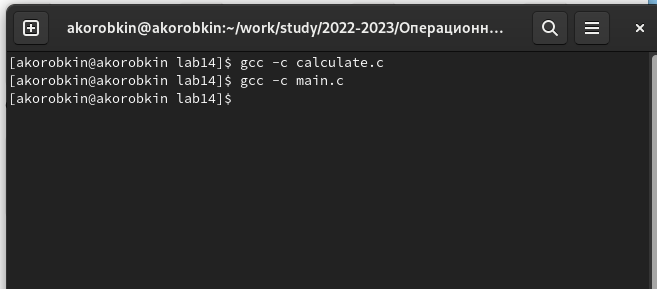 akorobkin@akorobkin:~/work/study/2022-2023/Операционн...
[akorobkin@akorobkin lab14]$ gcc -c calculate.c
[akorobkin@akorobkin lab14]$ gcc -c main.c
[akorobkin@akorobkin lab14]$